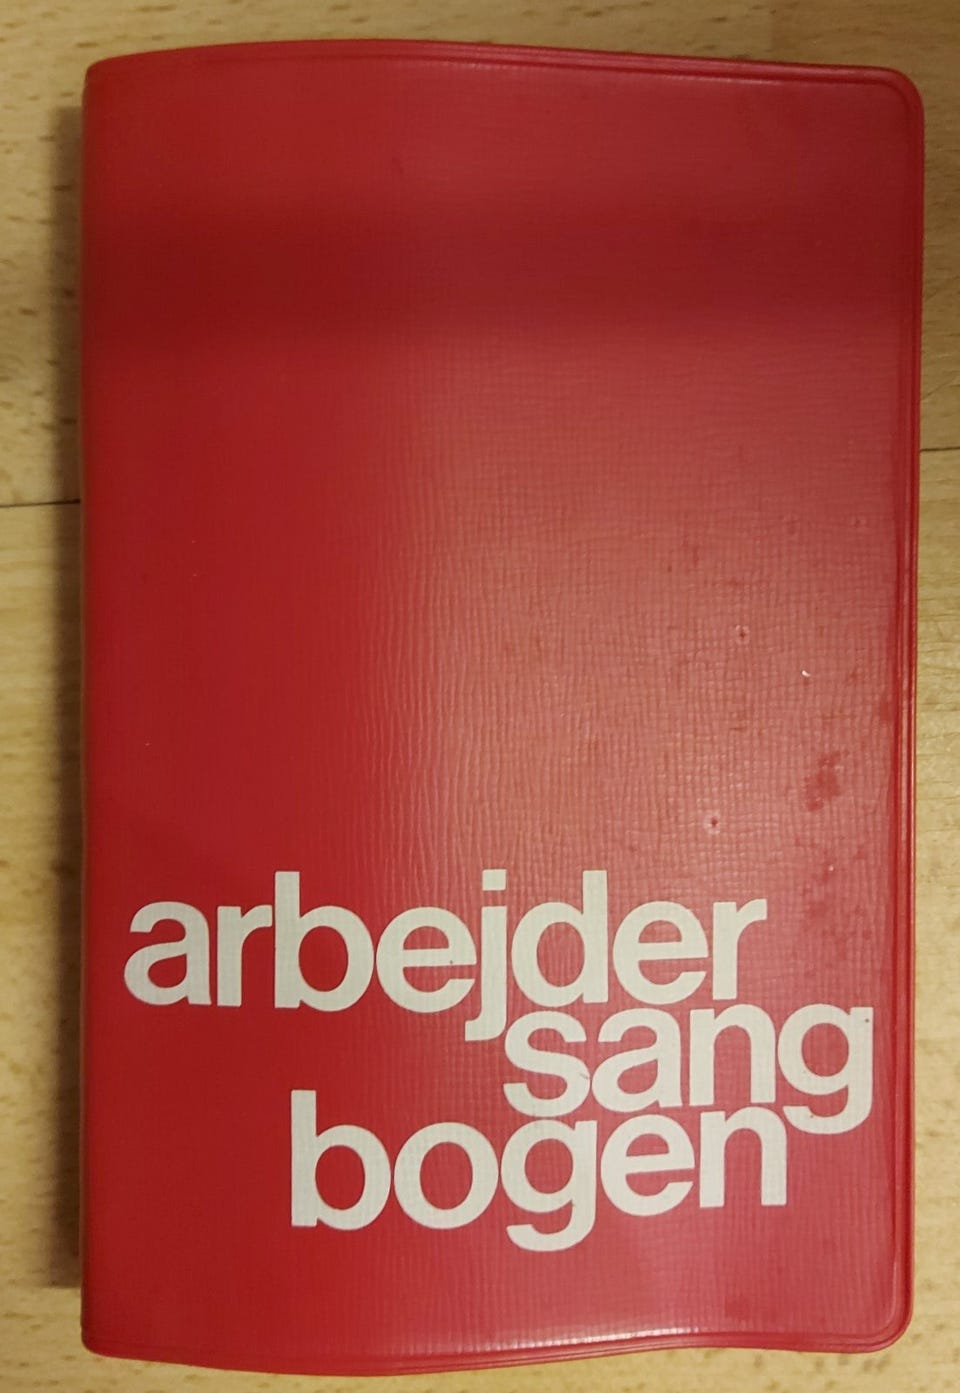 arbejder
sang
bogen